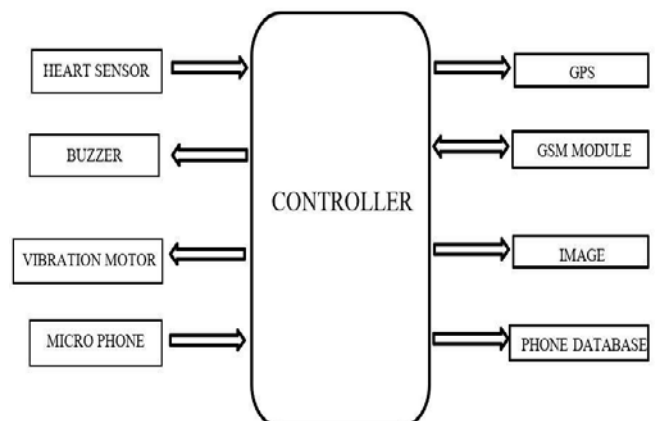 HEART SENSOR
BUZZER
VIBRATION MOTOR
MICRO PHONE
CONTROLLER
GPS
GSM MODULE
IMAGE
PHONE DATABASE